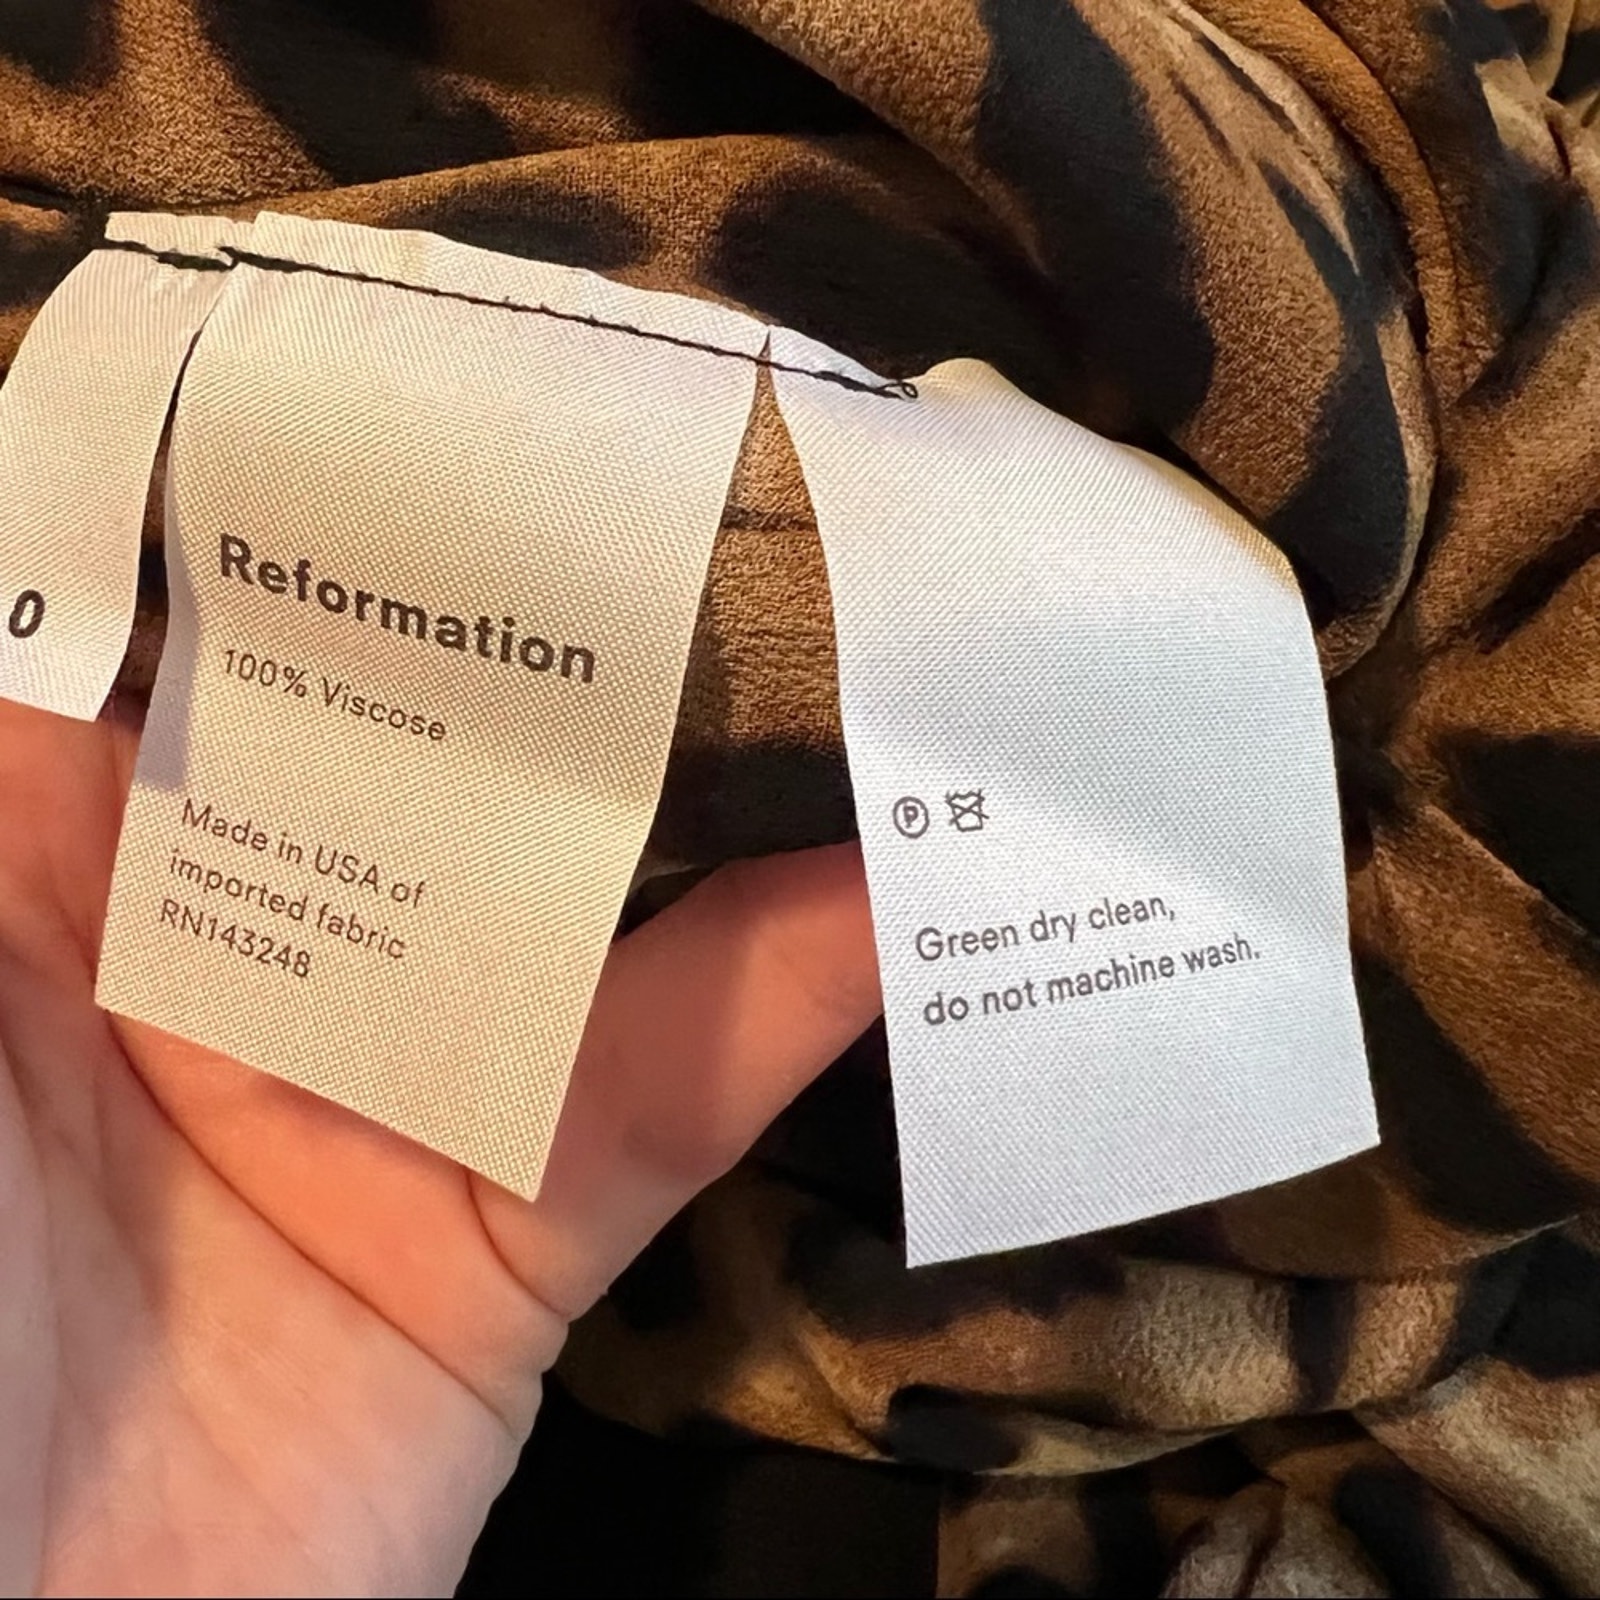 0
Reformation
100% Viscose
Made in USA of
imported fabric
RN143248
P
Green dry clean,
do not machine wash.